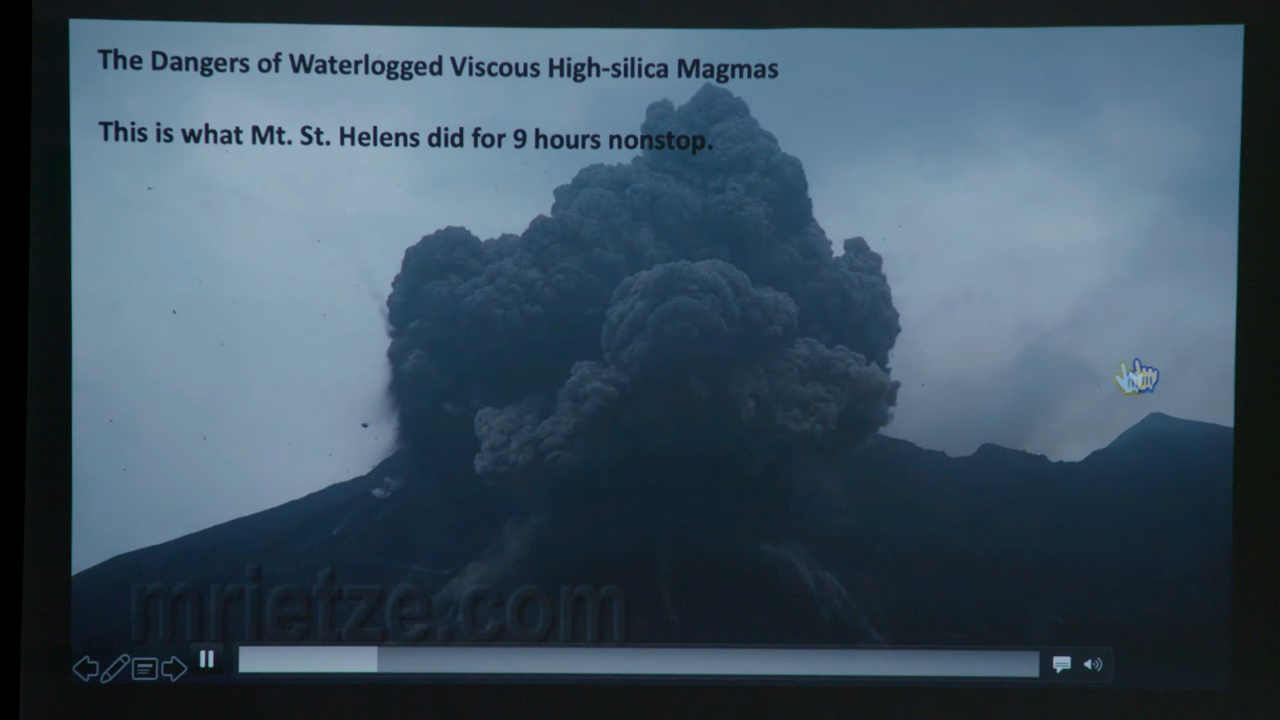 The Dangers of Waterlogged Viscous High-silica Magmas
This is what Mt. St. Helens did for 9 hours nonstop.
mrietze.com